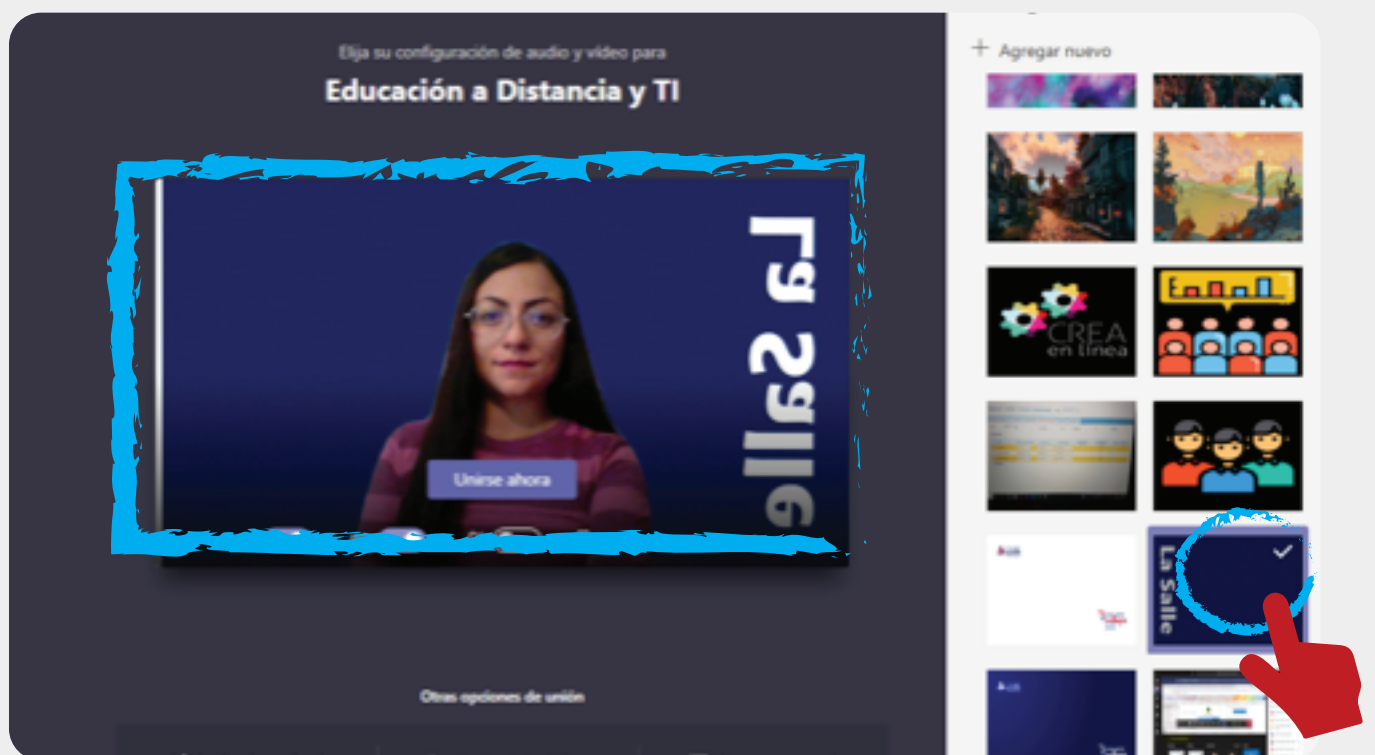 Elija su configuración de audio y vídeo para
Educación a Distancia y TI
La Salle
Unirse ahora
Otras opciones de unión
Agregar nuevo
CREA
en línea
La Salle